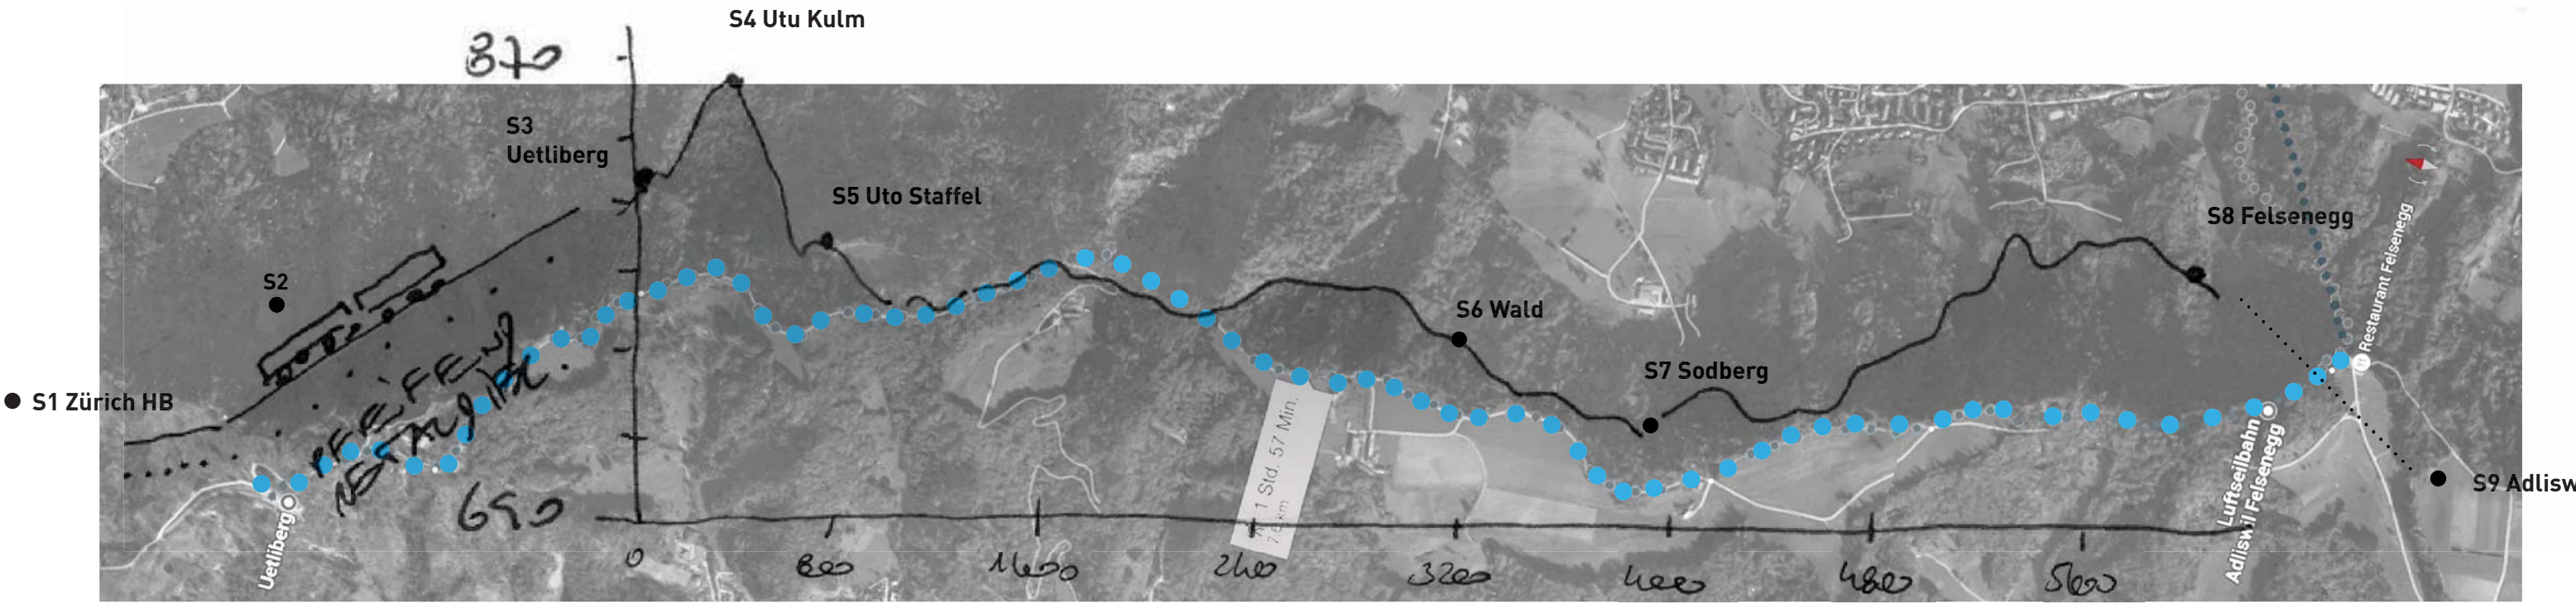 S4 Utu Kulm
870
S3
Uetliberg
S5 Uto Staffel
S8 Felsenegg
Restaurant Felsenegg
S2
S6 Wald
S7 Sodberg
S1 Zürich HB
1 Std. 57 Min.
km
S9 Adlisw
Luftseilbahn
Adliswil Felsenegg
690
Uetliberg
0
800
1600
2400
3200
4000
4800
5600